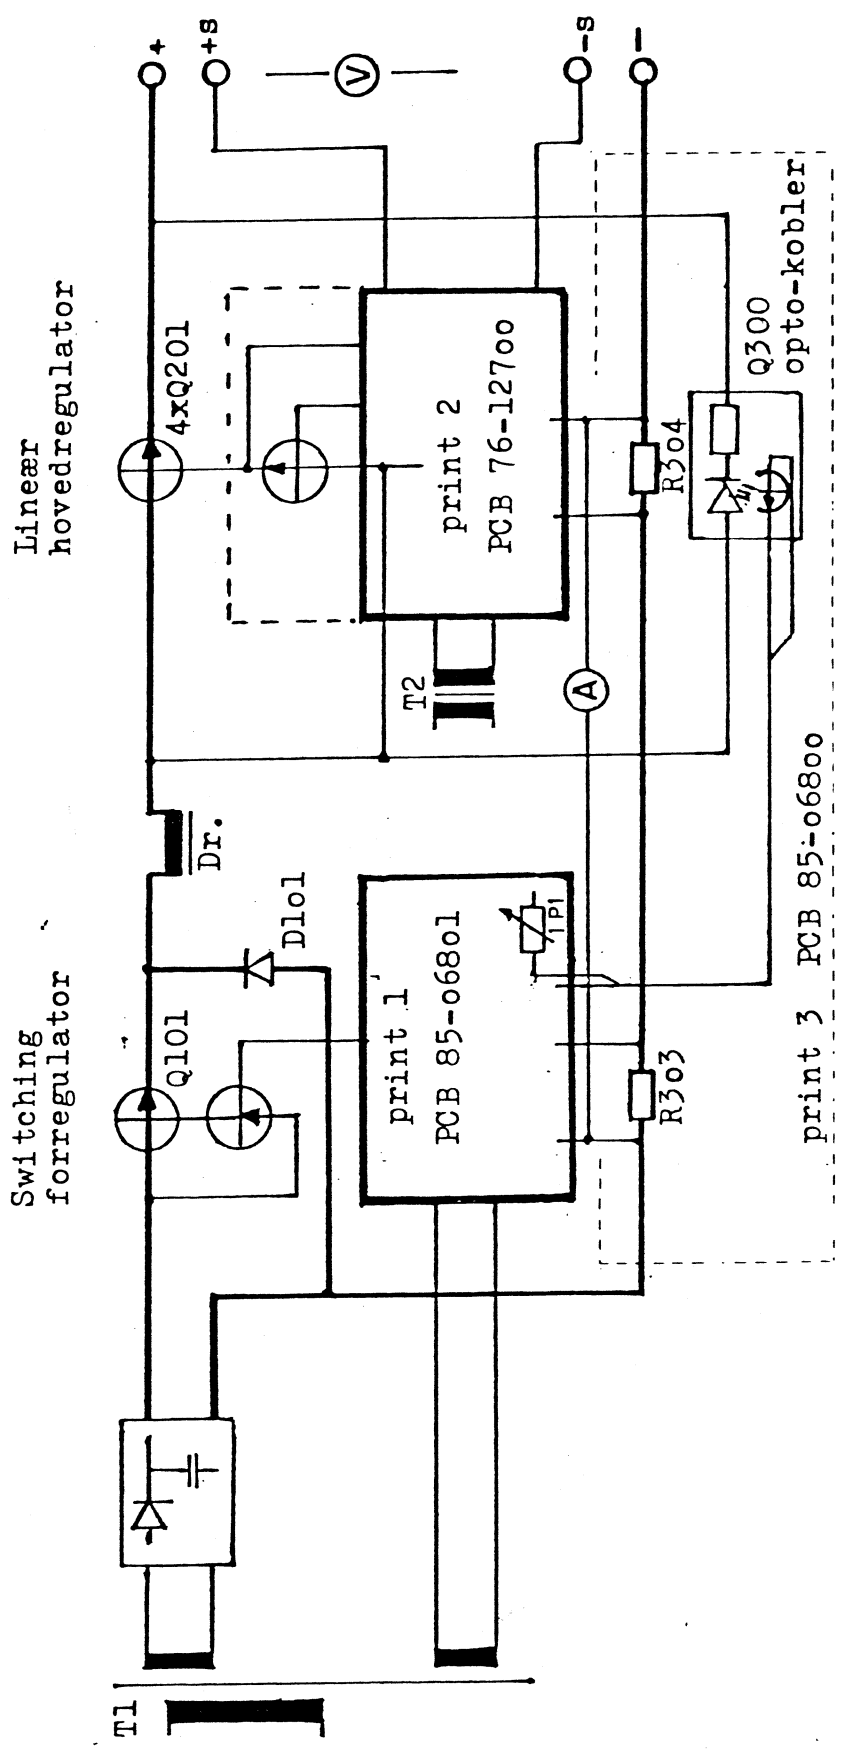 Switching
forregulator
Lineær
hovedregulator
T1
Q101
D101
Dr.
4xQ201
+
+S
V
-S
-
T2
print 1
PCB 85-06801
P1
print 2
PCB 76-12700
A
R303
R304
Q300
opto-kobler
print 3 PCB 85-06800